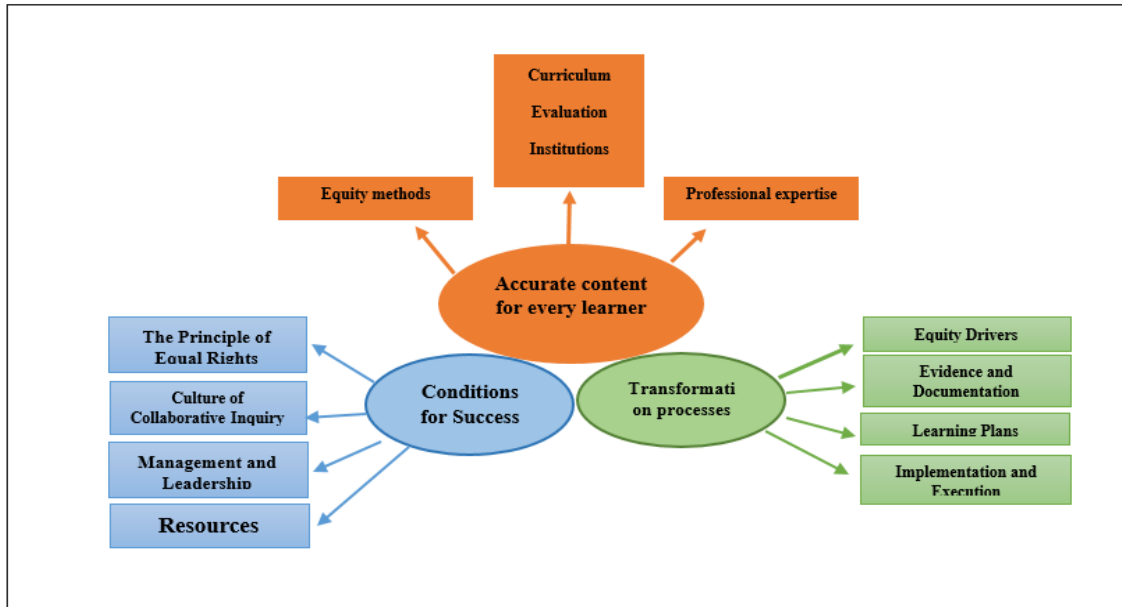 Curriculum
Evaluation
Institutions
Equity methods
Professional expertise
Accurate content
for every learner
The Principle of
Equal Rights
Culture of
Collaborative Inquiry
Management and
Leadership
Resources
Conditions
for Success
Transformati
on processes
Equity Drivers
Evidence and
Documentation
Learning Plans
Implementation and
Execution